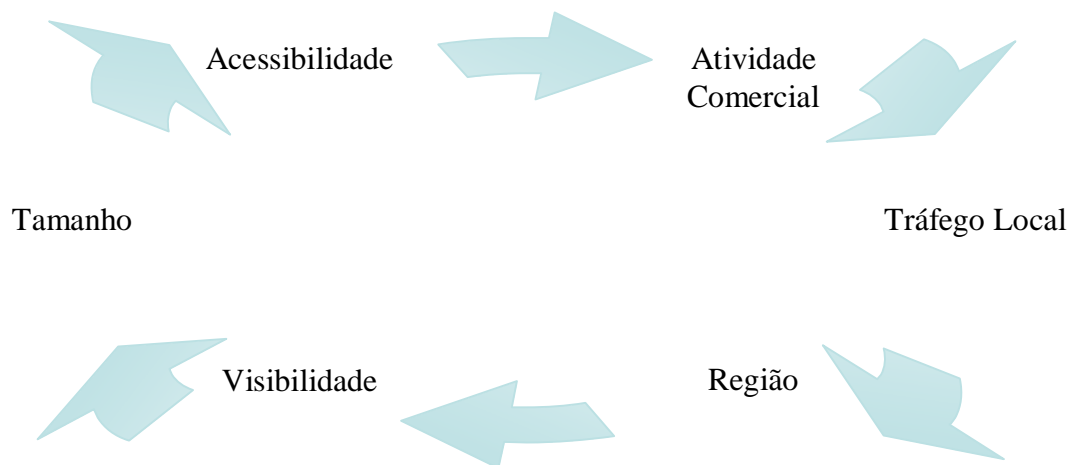 Acessibilidade
Atividade
Comercial
Tamanho
Tráfego Local
Visibilidade
Região